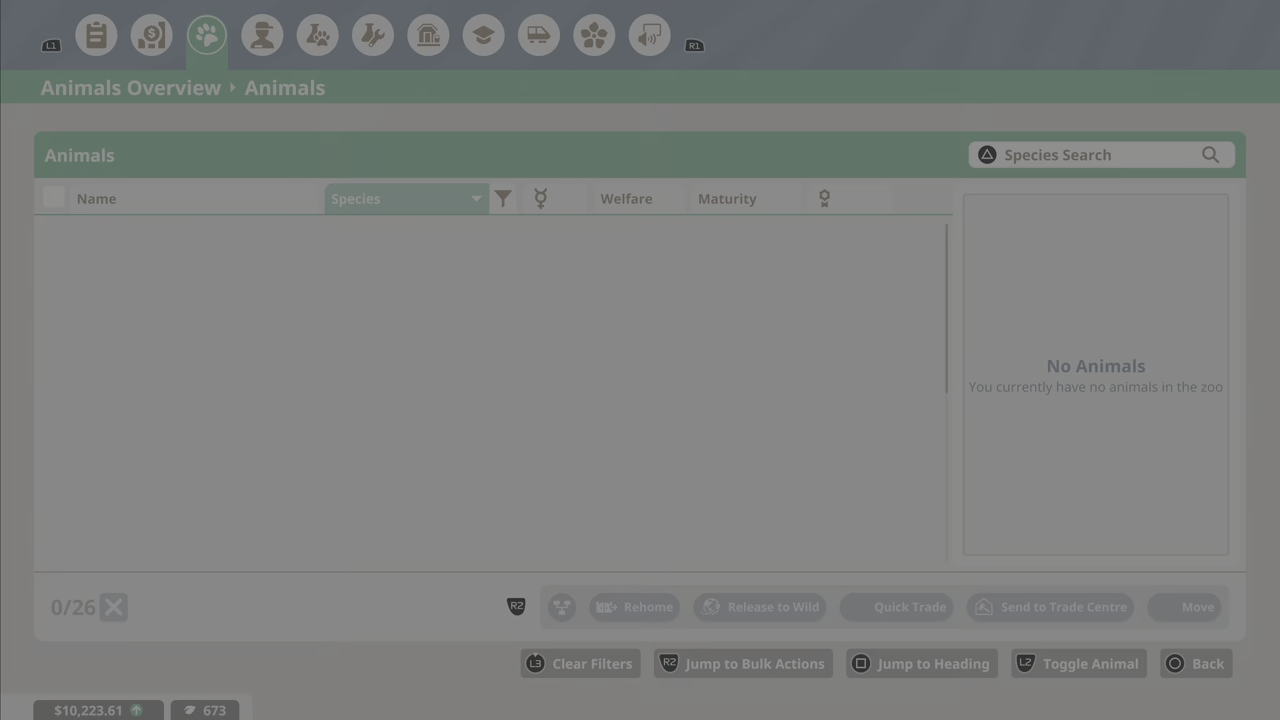 L1
R1
Animals Overview ▸ Animals
Animals
Species Search
Name
Species
Welfare
Maturity
No Animals
You currently have no animals in the zoo
0/26
R2
Rehome
Release to Wild
Quick Trade
Send to Trade Centre
Move
L3 Clear Filters
R2 Jump to Bulk Actions
Jump to Heading
L2 Toggle Animal
Back
$10,223.61
673